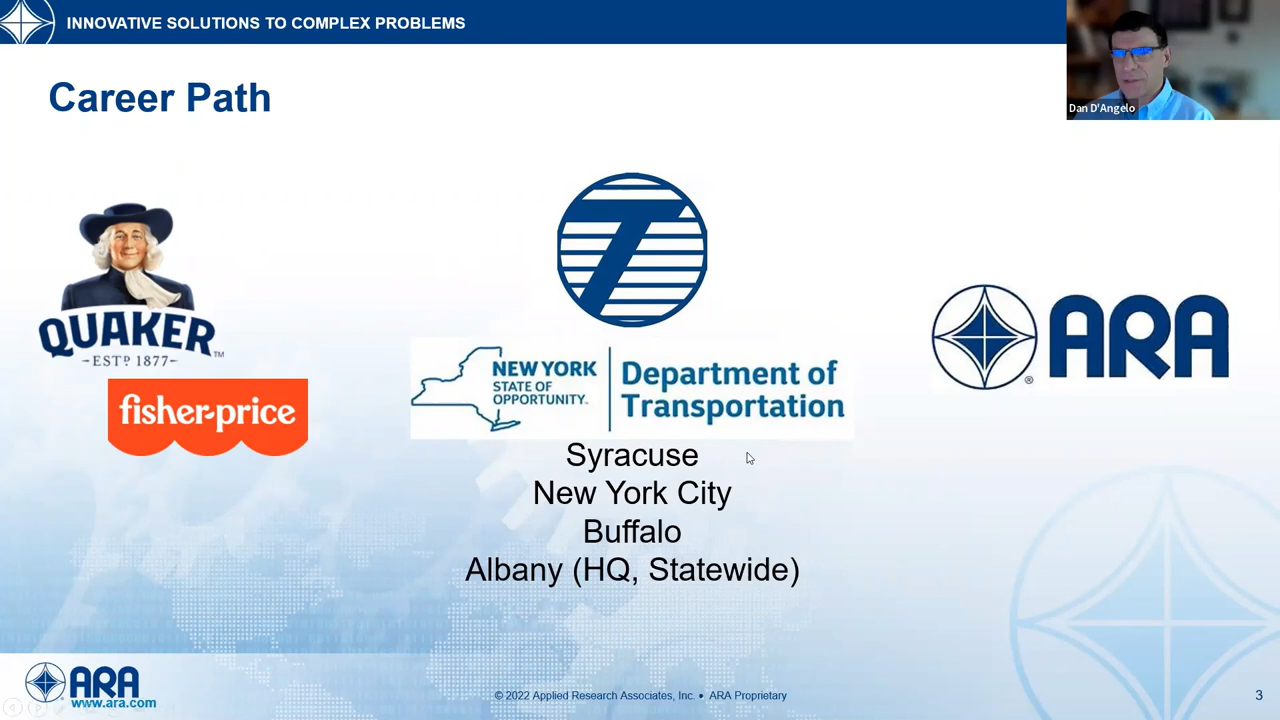 INNOVATIVE SOLUTIONS TO COMPLEX PROBLEMS
Dan D'Angelo
Career Path
QUAKER™
-ESTD 1877-
fisher-price
T
NEW YORK
STATE OF
OPPORTUNITY.
Department of
Transportation
Syracuse
New York City
Buffalo
Albany (HQ, Statewide)
ARA
®
ARA
www.ara.com
© 2022 Applied Research Associates, Inc. • ARA Proprietary
3